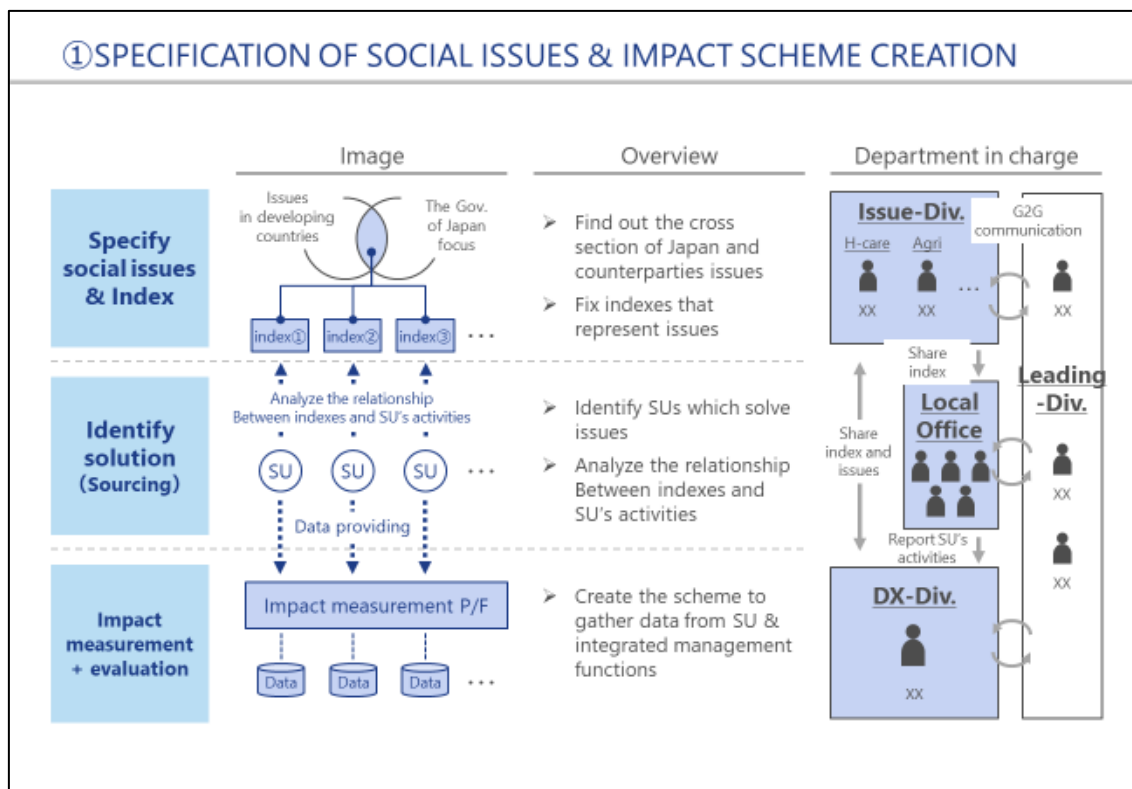 ①SPECIFICATION OF SOCIAL ISSUES & IMPACT SCHEME CREATION
Image
Overview
Department in charge
Specify
social issues
& Index
Issues
in developing
countries
The Gov.
of Japan
focus
index①
index②
index③
...
➢ Find out the cross
section of Japan and
counterparties issues
➢ Fix indexes that
represent issues
Issue-Div.
H-care
Agri
...
XX
XX
G2G
communication
XX
Identify
solution
(Sourcing)
Analyze the relationship
Between indexes and SU's activities
SU
SU
SU
...
Data providing
➢ Identify SUs which solve
issues
➢ Analyze the relationship
Between indexes and
SU's activities
Share
index and
issues
Share
index
Local
Office
Report SU's
activities
Leading
-Div.
XX
XX
Impact
measurement
+ evaluation
Impact measurement P/F
Data
Data
Data
...
➢ Create the scheme to
gather data from SU &
integrated management
functions
DX-Div.
XX